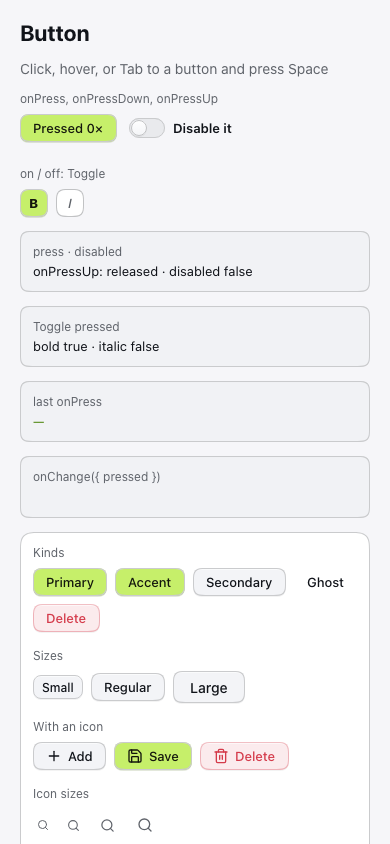 Button
Click, hover, or Tab to a button and press Space
onPress, onPressDown, onPressUp
Pressed 0× Disable it
on / off: Toggle
B I
press · disabled
onPressUp: released · disabled false
Toggle pressed
bold true · italic false
last onPress
—
onChange({ pressed })
Kinds
Primary Accent Secondary Ghost
Delete
Sizes
Small Regular Large
With an icon
Add Save Delete
Icon sizes